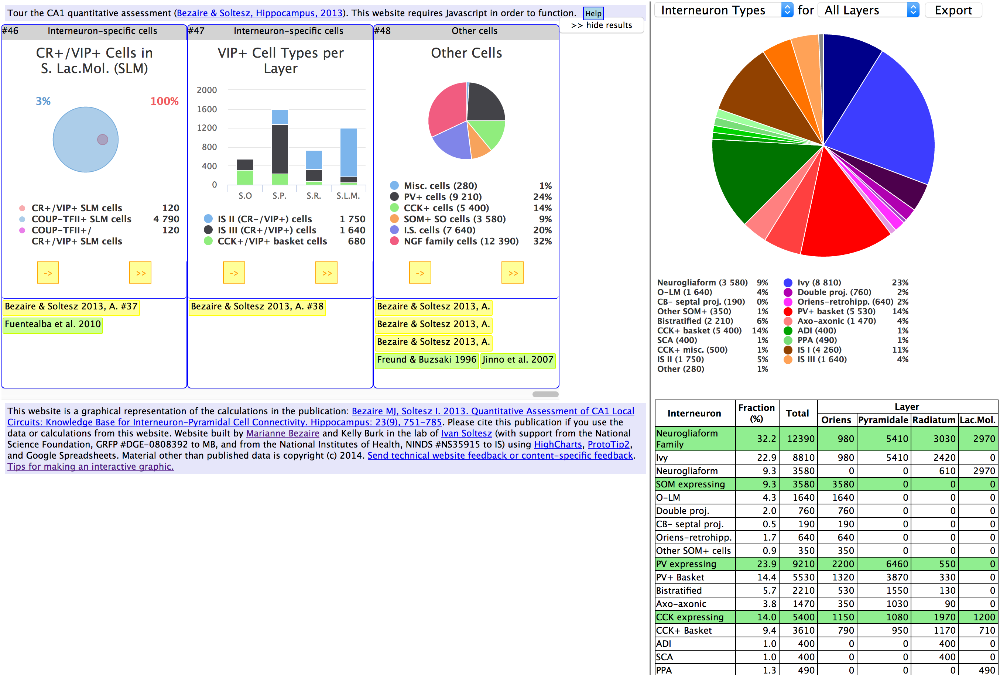 Tour the CA1 quantitative assessment (Bezaire & Soltesz, Hippocampus, 2013). This website requires Javascript in order to function. Help
>> hide results
#46 Interneuron-specific cells
CR+/VIP+ Cells in
S. Lac.Mol. (SLM)
3% 100%
CR+/VIP+ SLM cells 120
COUP-TFII+ SLM cells 4 790
COUP-TFII+/ 120
CR+/VIP+ SLM cells
-> >>
Bezaire & Soltesz 2013, A. #37
Fuentealba et al. 2010
#47 Interneuron-specific cells
VIP+ Cell Types per
Layer
2000
1600
1200
800
400
0
S.O S.P. S.R. S.L.M.
IS II (CR-/VIP+) cells 1 750
IS III (CR+/VIP+) cells 1 640
CCK+/VIP+ basket cells 680
-> >>
Bezaire & Soltesz 2013, A. #38
#48 Other cells
Other Cells
Misc. cells (280) 1%
PV+ cells (9 210) 24%
CCK+ cells (5 400) 14%
SOM+ SO cells (3 580) 9%
I.S. cells (7 640) 20%
NGF family cells (12 390) 32%
-> >>
Bezaire & Soltesz 2013, A.
Bezaire & Soltesz 2013, A.
Bezaire & Soltesz 2013, A.
Freund & Buzsaki 1996 Jinno et al. 2007
This website is a graphical representation of the calculations in the publication: Bezaire MJ, Soltesz I. 2013. Quantitative Assessment of CA1 Local
Circuits: Knowledge Base for Interneuron-Pyramidal Cell Connectivity. Hippocampus: 23(9), 751-785. Please cite this publication if you use the
data or calculations from this website. Website built by Marianne Bezaire and Kelly Burk in the lab of Ivan Soltesz (with support from the National
Science Foundation, GRFP #DGE-0808392 to MB, and from the National Institutes of Health, NINDS #NS35915 to IS) using HighCharts, ProtoTip2,
and Google Spreadsheets. Material other than published data is copyright (c) 2014. Send technical website feedback or content-specific feedback.
Tips for making an interactive graphic.
Interneuron Types for All Layers Export
Neurogliaform (3 580) 9% Ivy (8 810) 23%
O-LM (1 640) 4% Double proj. (760) 2%
CB- septal proj. (190) 0% Oriens-retrohipp. (640) 2%
Other SOM+ (350) 1% PV+ basket (5 530) 14%
Bistratified (2 210) 6% Axo-axonic (1 470) 4%
CCK+ basket (5 400) 14% ADI (400) 1%
SCA (400) 1% PPA (490) 1%
CCK+ misc. (500) 1% IS I (4 260) 11%
IS II (1 750) 5% IS III (1 640) 4%
Other (280) 1%
Interneuron Fraction (%) Total Layer
Oriens Pyramidale Radiatum Lac.Mol.
Neurogliaform Family 32.2 12390 980 5410 3030 2970
Ivy 22.9 8810 980 5410 2420 0
Neurogliaform 9.3 3580 0 0 610 2970
SOM expressing 9.3 3580 3580 0 0 0
O-LM 4.3 1640 1640 0 0 0
Double proj. 2.0 760 760 0 0 0
CB- septal proj. 0.5 190 190 0 0 0
Oriens-retrohipp. 1.7 640 640 0 0 0
Other SOM+ cells 0.9 350 350 0 0 0
PV expressing 23.9 9210 2200 6460 550 0
PV+ Basket 14.4 5530 1320 3870 330 0
Bistratified 5.7 2210 530 1550 130 0
Axo-axonic 3.8 1470 350 1030 90 0
CCK expressing 14.0 5400 1150 1080 1970 1200
CCK+ Basket 9.4 3610 790 950 1170 710
ADI 1.0 400 0 0 400 0
SCA 1.0 400 0 0 400 0
PPA 1.3 490 0 0 0 490